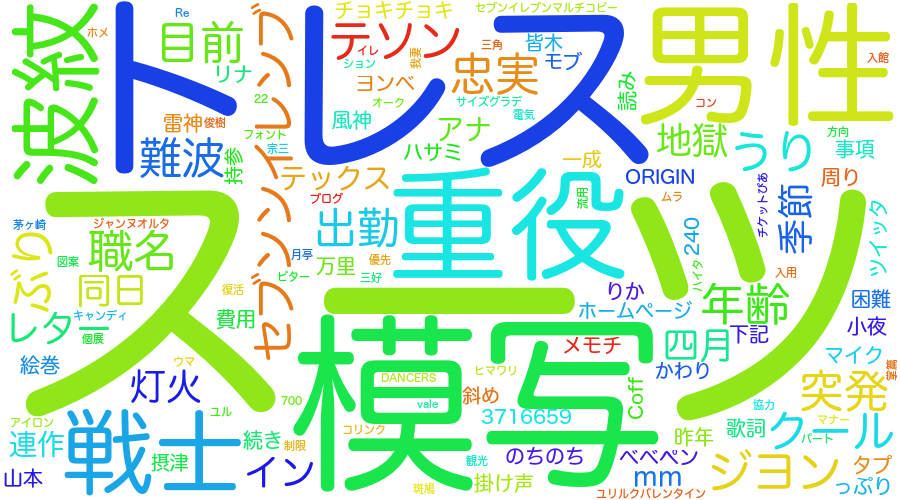 トレス
スーツ
模写
重役
男性
波紋
戦士
セブンソンイレンブ
目前
テソン
チョキチョキ
セブンイレブンマルチコピー
Re
ホメ
リナ
イレ
ション
我妻
三角
皆木
忠実
モブ
ヨンベ
入館
コン
読み
22
オーク
サイズグラデ
電気
雷神
俊樹
フォント
宗三
風神
アナ
ハサミ
地獄
うり
方向
事項
難波
持参
テックス
一成
ORIGIN
周り
ブログ
ムラ
チケットぴあ
季節
ツイッタ
茅ヶ崎
ジャンヌオルタ
出勤
240
職名
図案
月亭
優先
万里
ピター
三好
ハイタ
入用
ぶり
同日
復活
りか
ホームページ
年齢
困難
レター
キャンディ
個展
費用
下記
小夜
絵巻
ウマ
灯火
メモチ
四月
かわり
マイク
ヒマワリ
DANCERS
突発
700
vale
斜め
Coff
3716659
協力
アイロン
ユル
コリンク
マナー
パート
クール
歌詞
連作
続き
制限
昨年
摂津
イン
観光
のちのち
べべペン
ジヨン
タプ
山本
斑鳩
掛け声
mm
ユリルクバレンタイン
っぷり